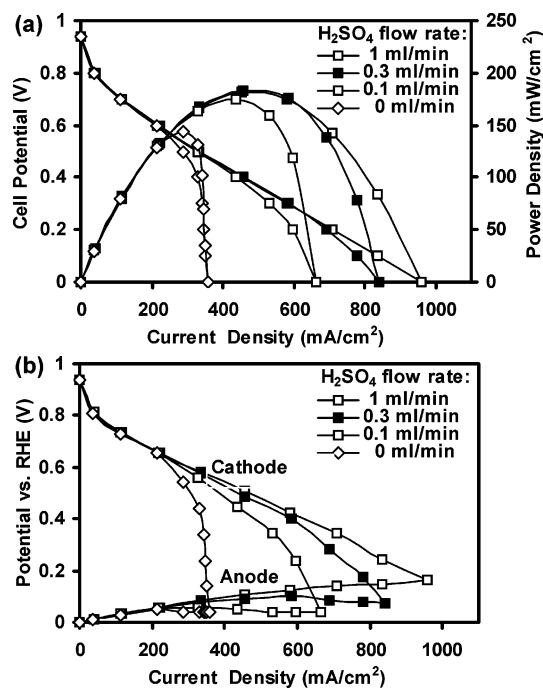 (a)
H₂SO₄ flow rate:
1 ml/min
0.3 ml/min
0.1 ml/min
0 ml/min
Cell Potential (V)
1
0.8
0.6
0.4
0.2
0
Power Density (mW/cm²)
250
200
150
100
50
0
0 200 400 600 800 1000
Current Density (mA/cm²)
(b)
H₂SO₄ flow rate:
1 ml/min
0.3 ml/min
0.1 ml/min
0 ml/min
Potential vs. RHE (V)
1
0.8
0.6
0.4
0.2
0
Cathode
Anode
0 200 400 600 800 1000
Current Density (mA/cm²)